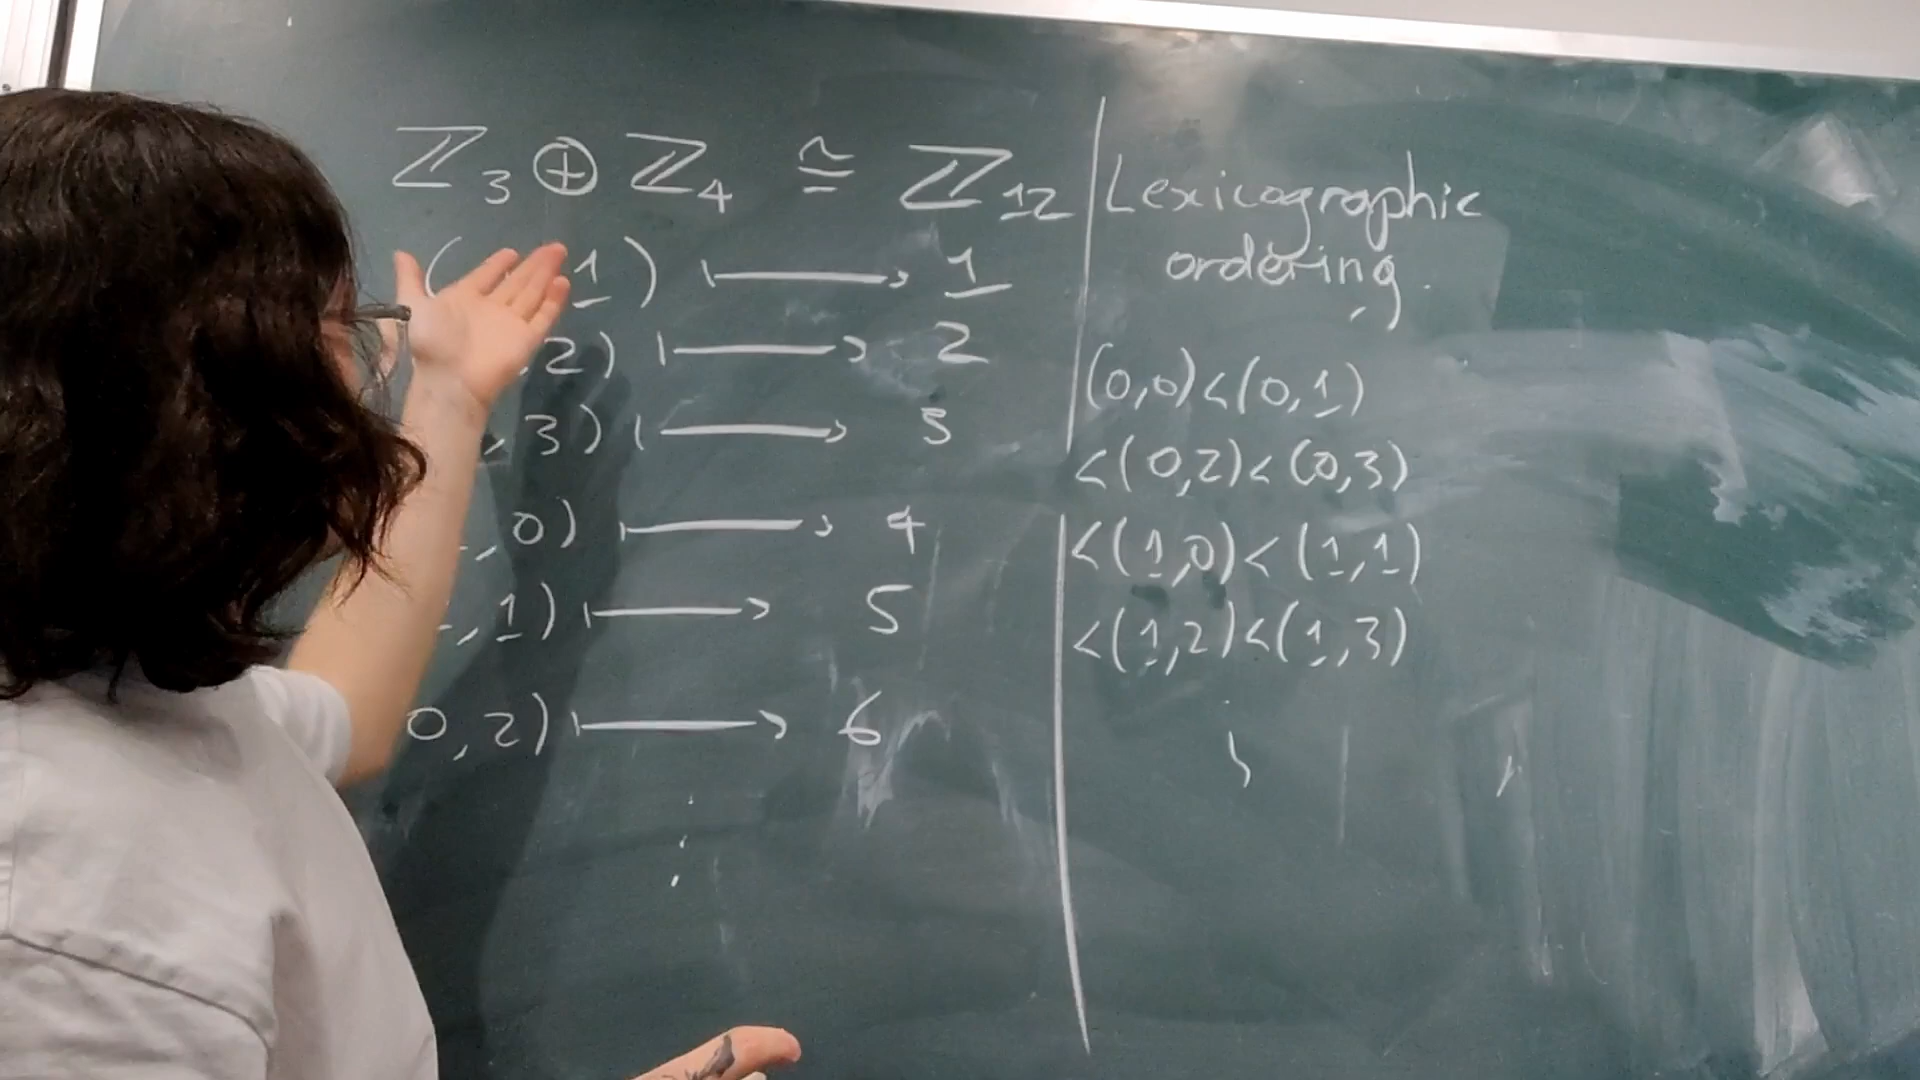 ℤ₃ ⊕ ℤ₄ ≅ ℤ₁₂
( 1) ↦ 1
,2) ↦ 2
,3) ↦ 3
,0) ↦ 4
,1) ↦ 5
0,2) ↦ 6
⋮
Lexicographic
ordering
(0,0)<(0,1)
<(0,2)<(0,3)
<(1,0)<(1,1)
<(1,2)<(1,3)